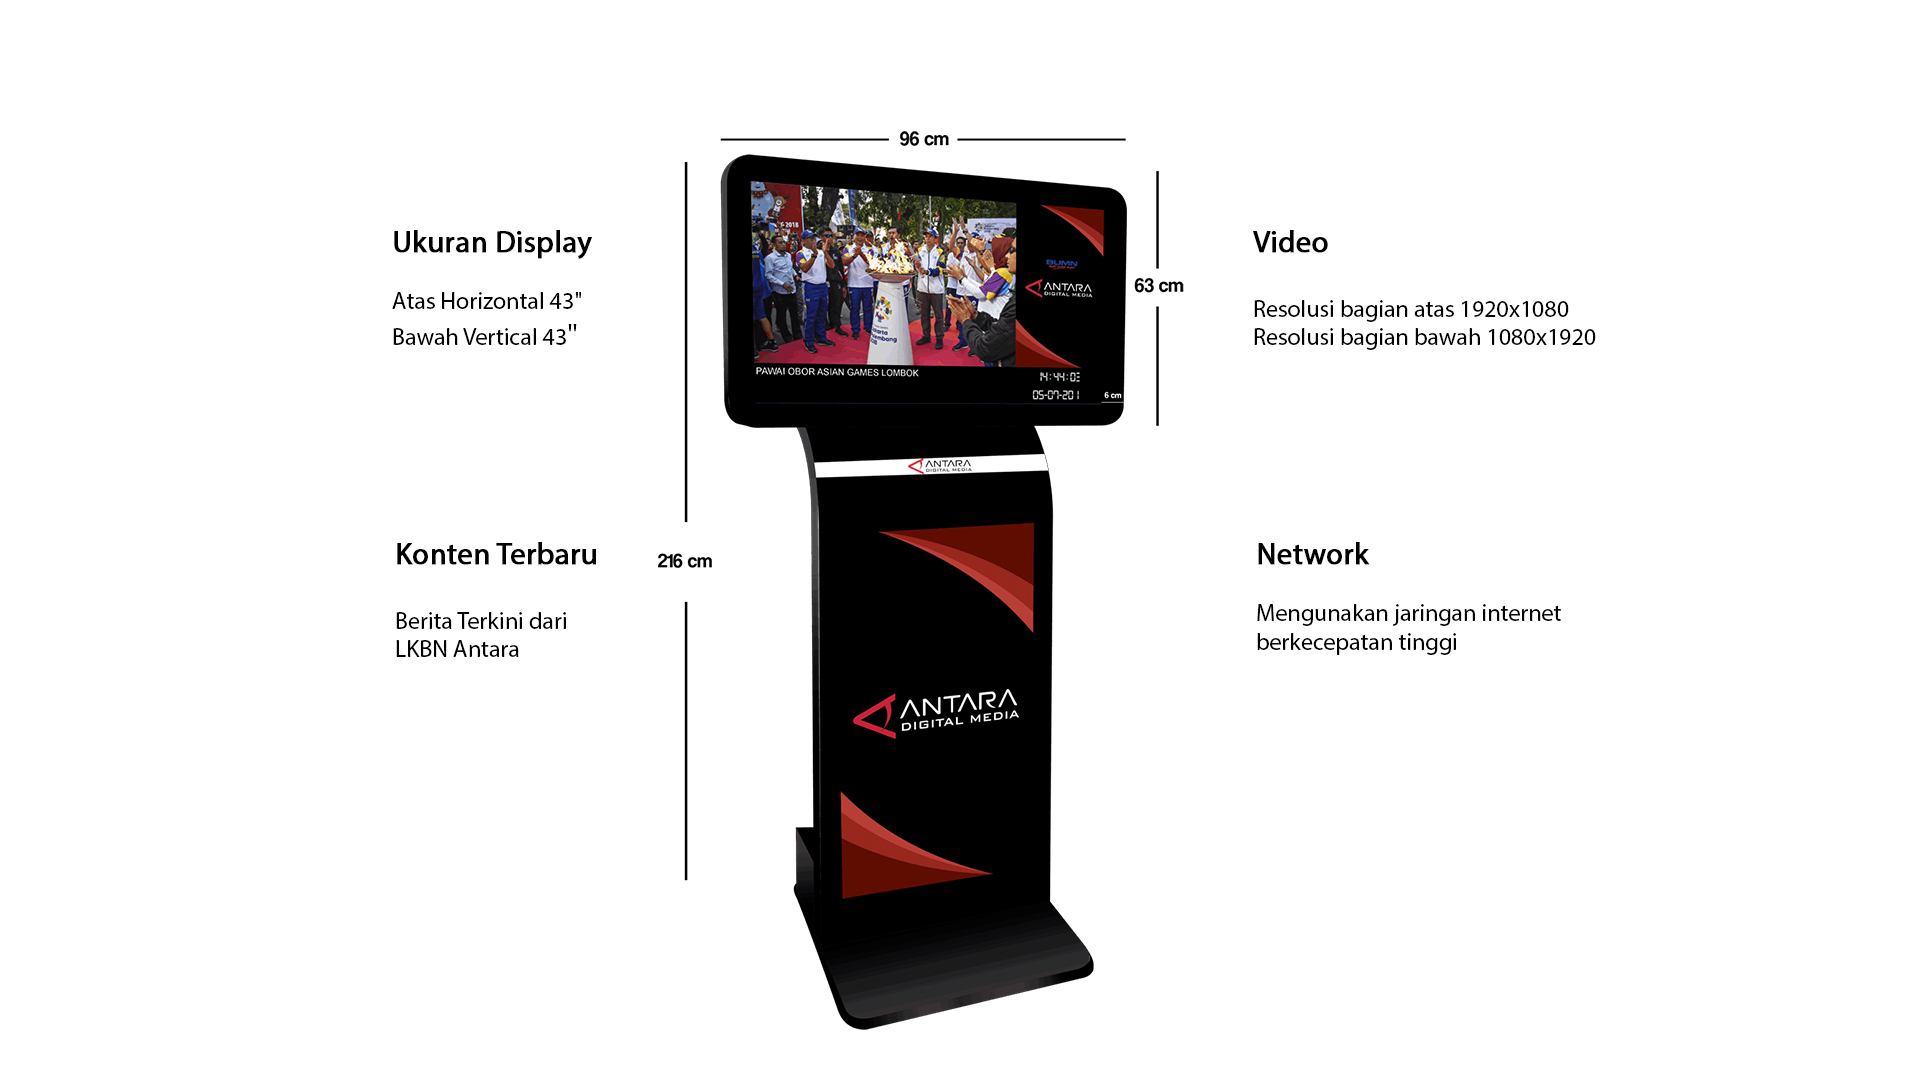 96 cm
Ukuran Display
Atas Horizontal 43"
Bawah Vertical 43"
Konten Terbaru
Berita Terkini dari
LKBN Antara
216 cm
2018
BUMN
ANTARA
DIGITAL MEDIA
PAWAI OBOR ASIAN GAMES LOMBOK
14:44:03
05-07-201
6 cm
63 cm
ANTARA
DIGITAL MEDIA
ANTARA
DIGITAL MEDIA
Video
Resolusi bagian atas 1920x1080
Resolusi bagian bawah 1080x1920
Network
Mengunakan jaringan internet
berkecepatan tinggi